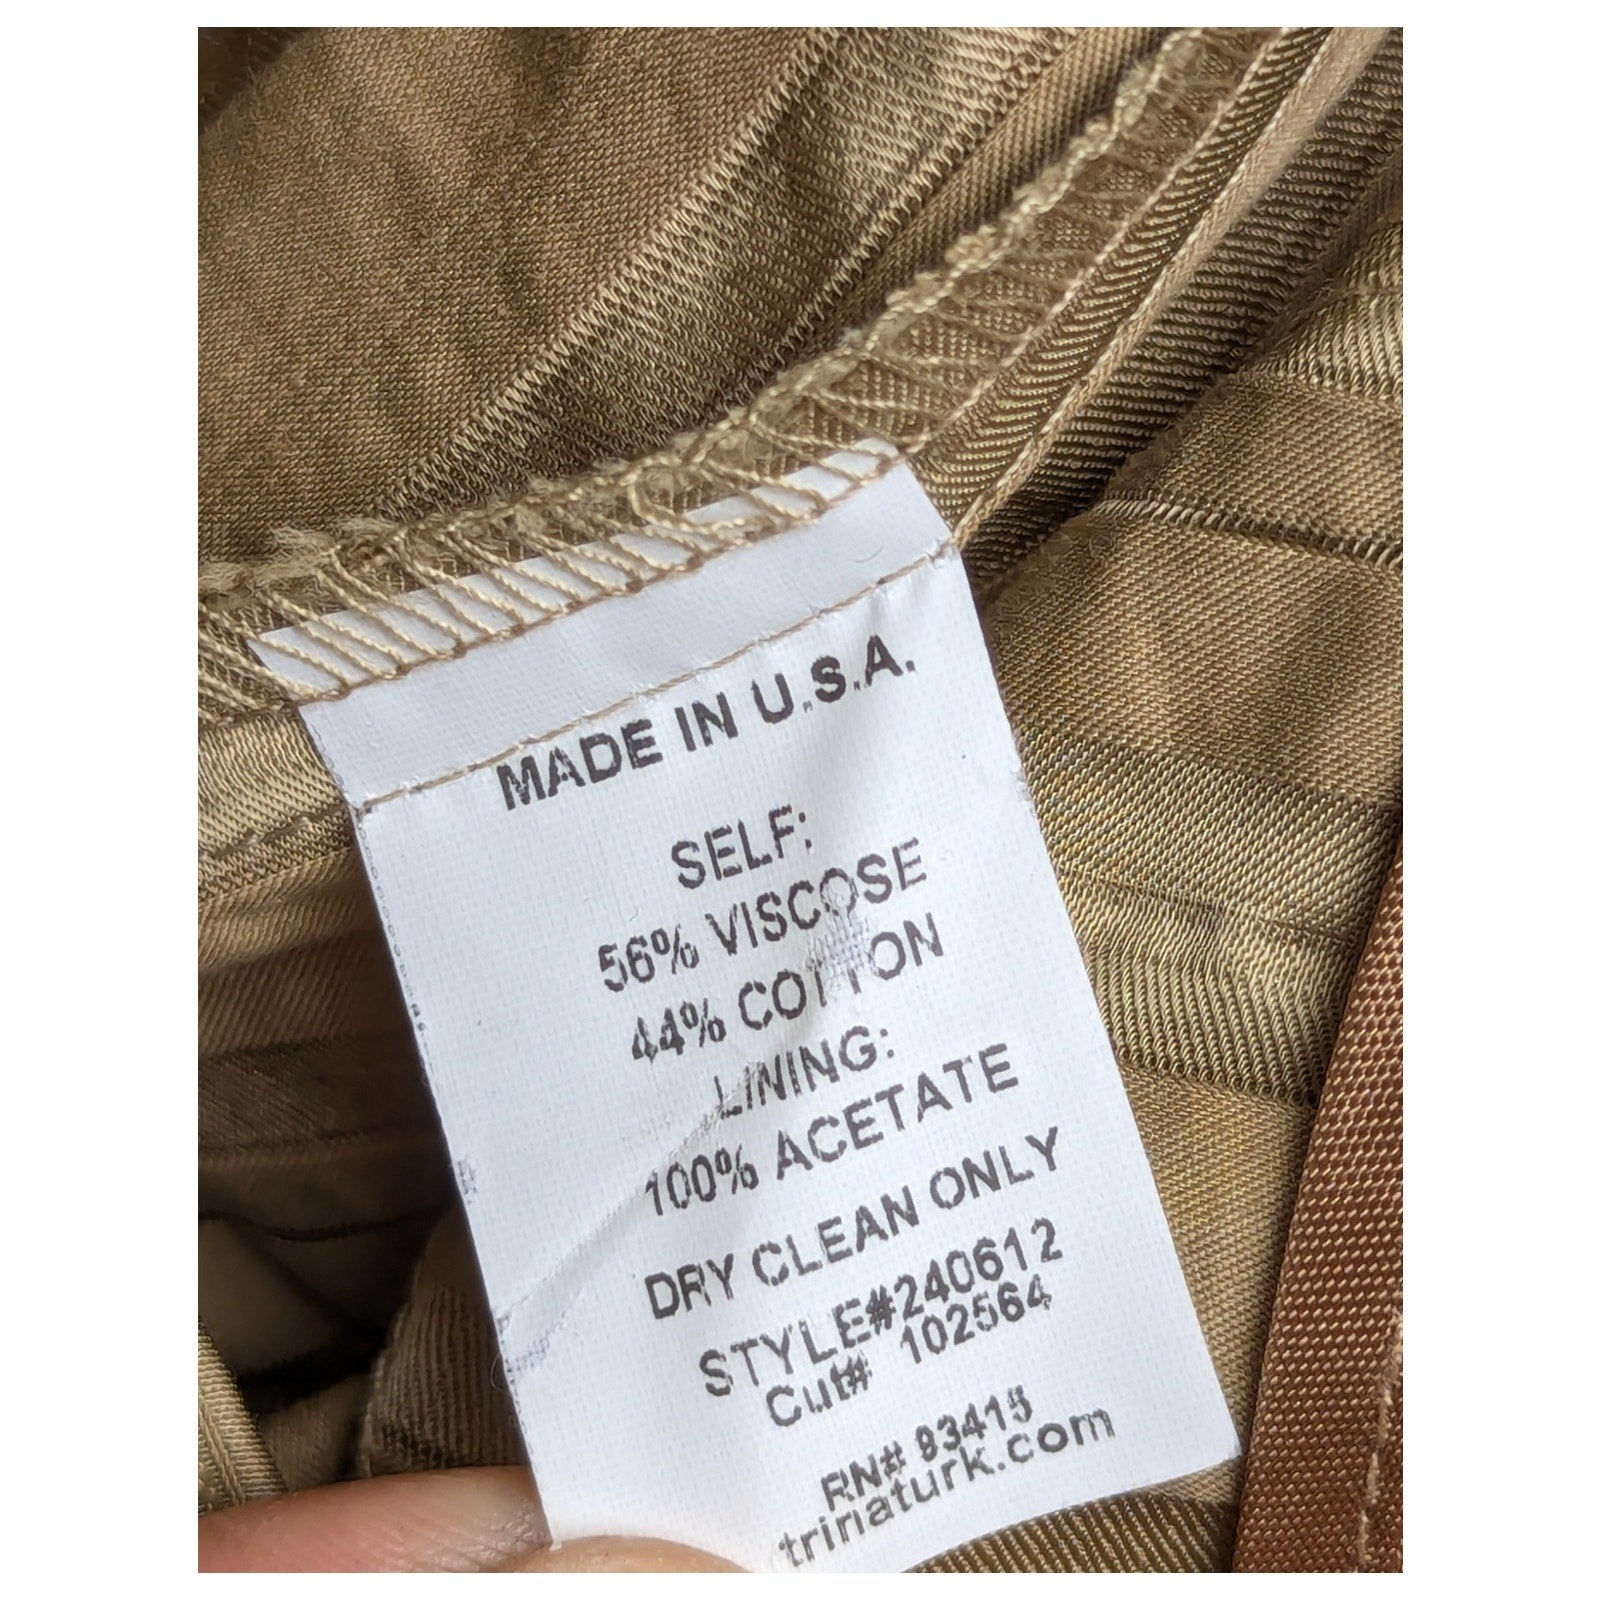 MADE IN U.S.A.
SELF:
56% VISCOSE
44% COTTON
LINING:
100% ACETATE
DRY CLEAN ONLY
STYLE#240612
Cut# 102564
RN# 93415
trinaturk.com